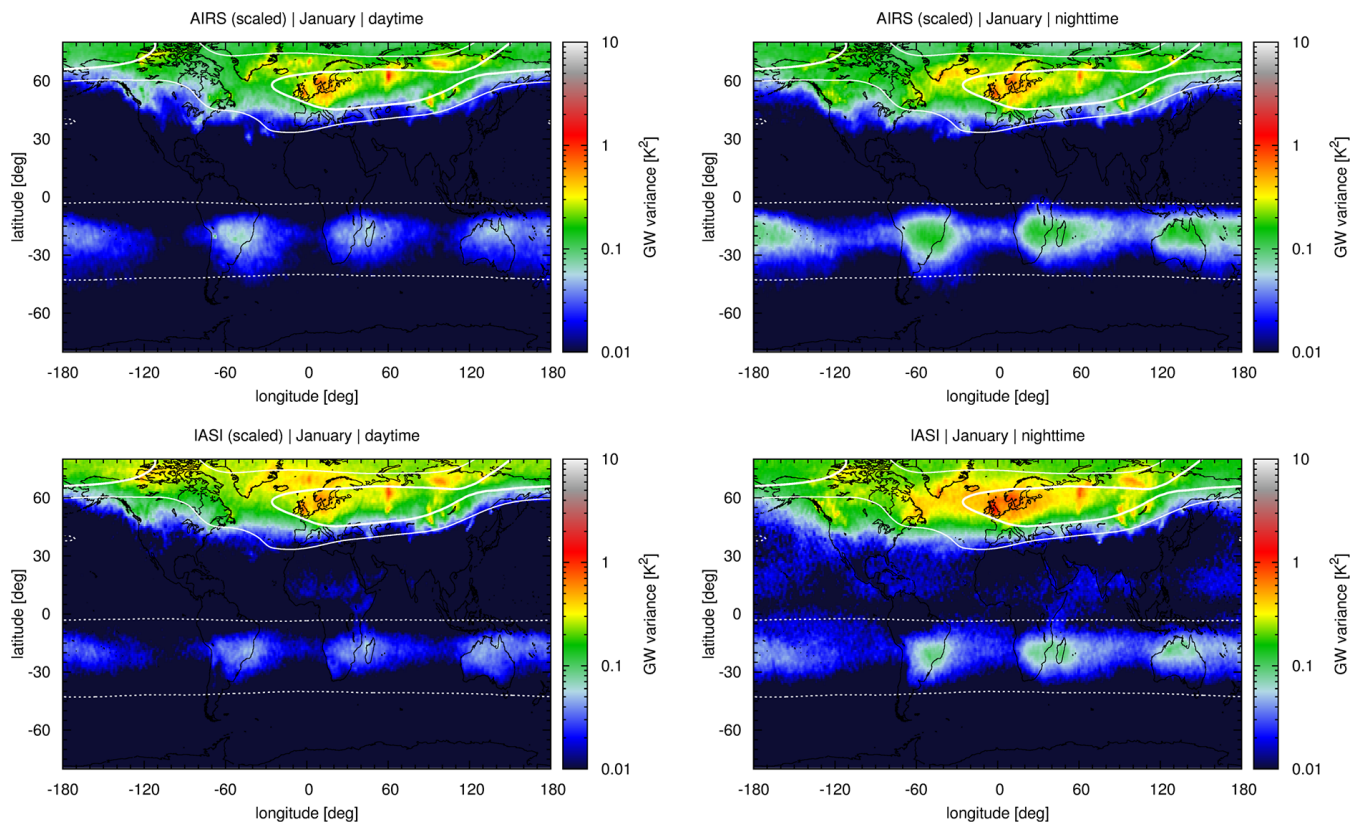 AIRS (scaled) | January | daytime
latitude [deg]
60
30
0
-30
-60
-180 -120 -60 0 60 120 180
longitude [deg]
10
1
0.1
0.01
GW variance [K²]
AIRS (scaled) | January | nighttime
latitude [deg]
60
30
0
-30
-60
-180 -120 -60 0 60 120 180
longitude [deg]
10
1
0.1
0.01
GW variance [K²]
IASI (scaled) | January | daytime
latitude [deg]
60
30
0
-30
-60
-180 -120 -60 0 60 120 180
longitude [deg]
10
1
0.1
0.01
GW variance [K²]
IASI | January | nighttime
latitude [deg]
60
30
0
-30
-60
-180 -120 -60 0 60 120 180
longitude [deg]
10
1
0.1
0.01
GW variance [K²]